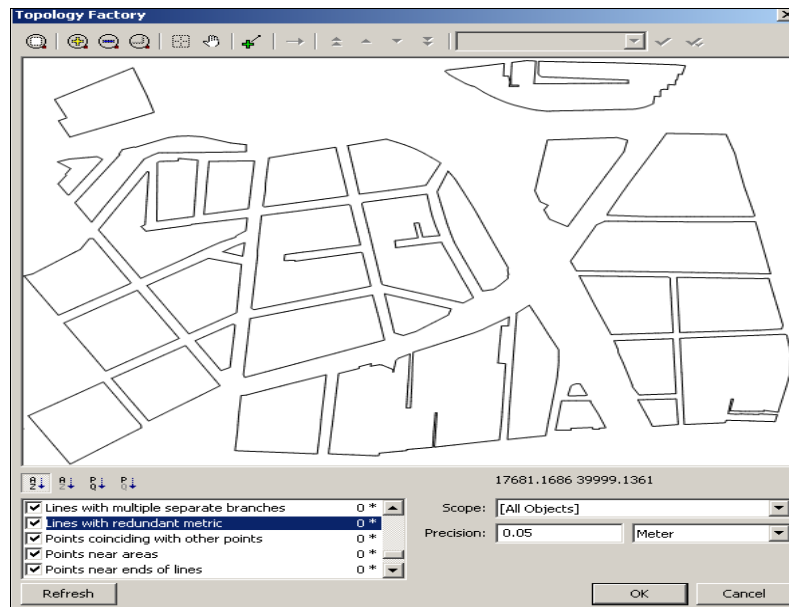 Topology Factory
17681.1686 39999.1361
Lines with multiple separate branches 0 *
Lines with redundant metric 0 *
Points coinciding with other points 0 *
Points near areas 0 *
Points near ends of lines 0 *
Scope: [All Objects]
Precision: 0.05 Meter
Refresh
OK
Cancel